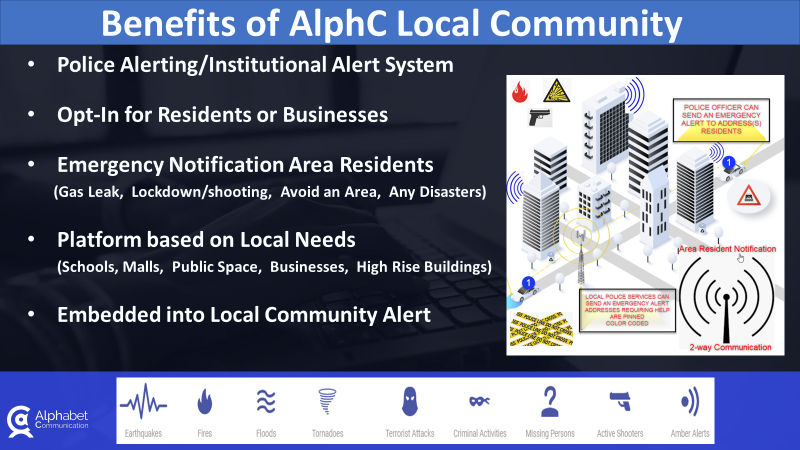 Benefits of AlphC Local Community
• Police Alerting/Institutional Alert System
• Opt-In for Residents or Businesses
• Emergency Notification Area Residents
(Gas Leak, Lockdown/shooting, Avoid an Area, Any Disasters)
• Platform based on Local Needs
(Schools, Malls, Public Space, Businesses, High Rise Buildings)
• Embedded into Local Community Alert
POLICE OFFICER CAN
SEND AN EMERGENCY
ALERT TO ADDRESS(S)
RESIDENTS
1
Area Resident Notification
1
LOCAL POLICE SERVICES CAN
SEND AN EMERGENCY ALERT
ADDRESSES REQUIRING HELP
ARE PINNED
COLOR CODED
2-way Communication
Alphabet
Communication
Earthquakes
Fires
Floods
Tornadoes
Terrorist Attacks
Criminal Activities
Missing Persons
Active Shooters
Amber Alerts